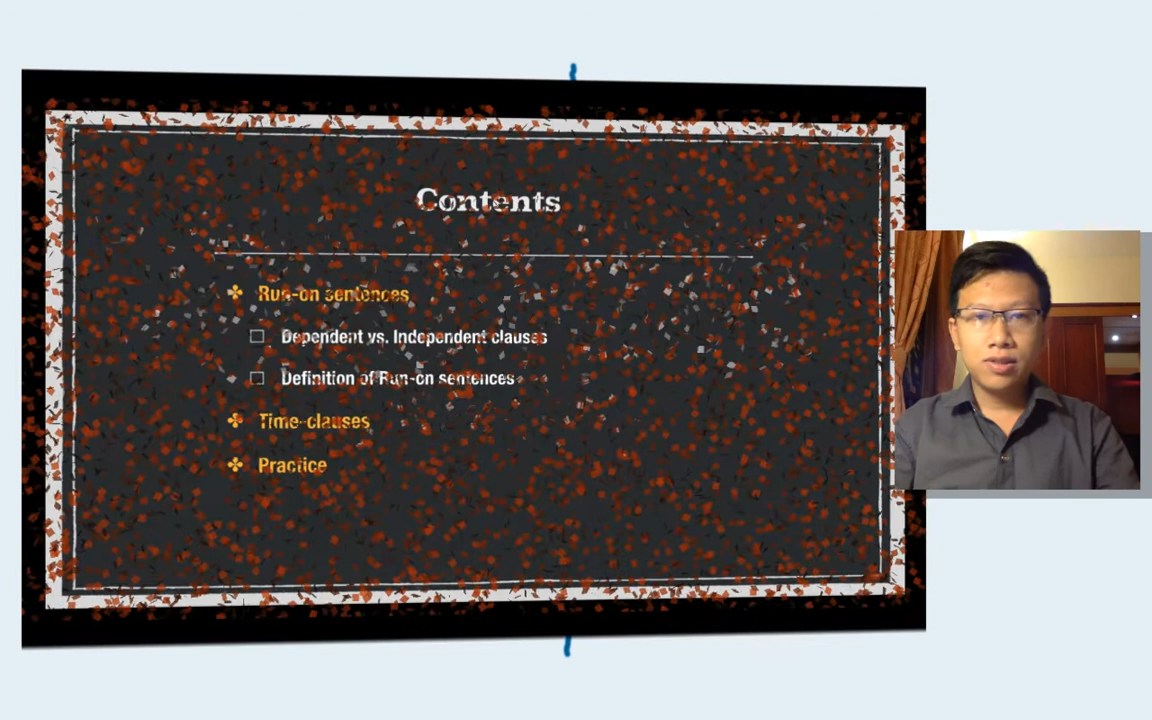 Contents
Run-on sentences
Dependent vs. Independent clauses
Definition of Run-on sentences
Time clauses
Practice